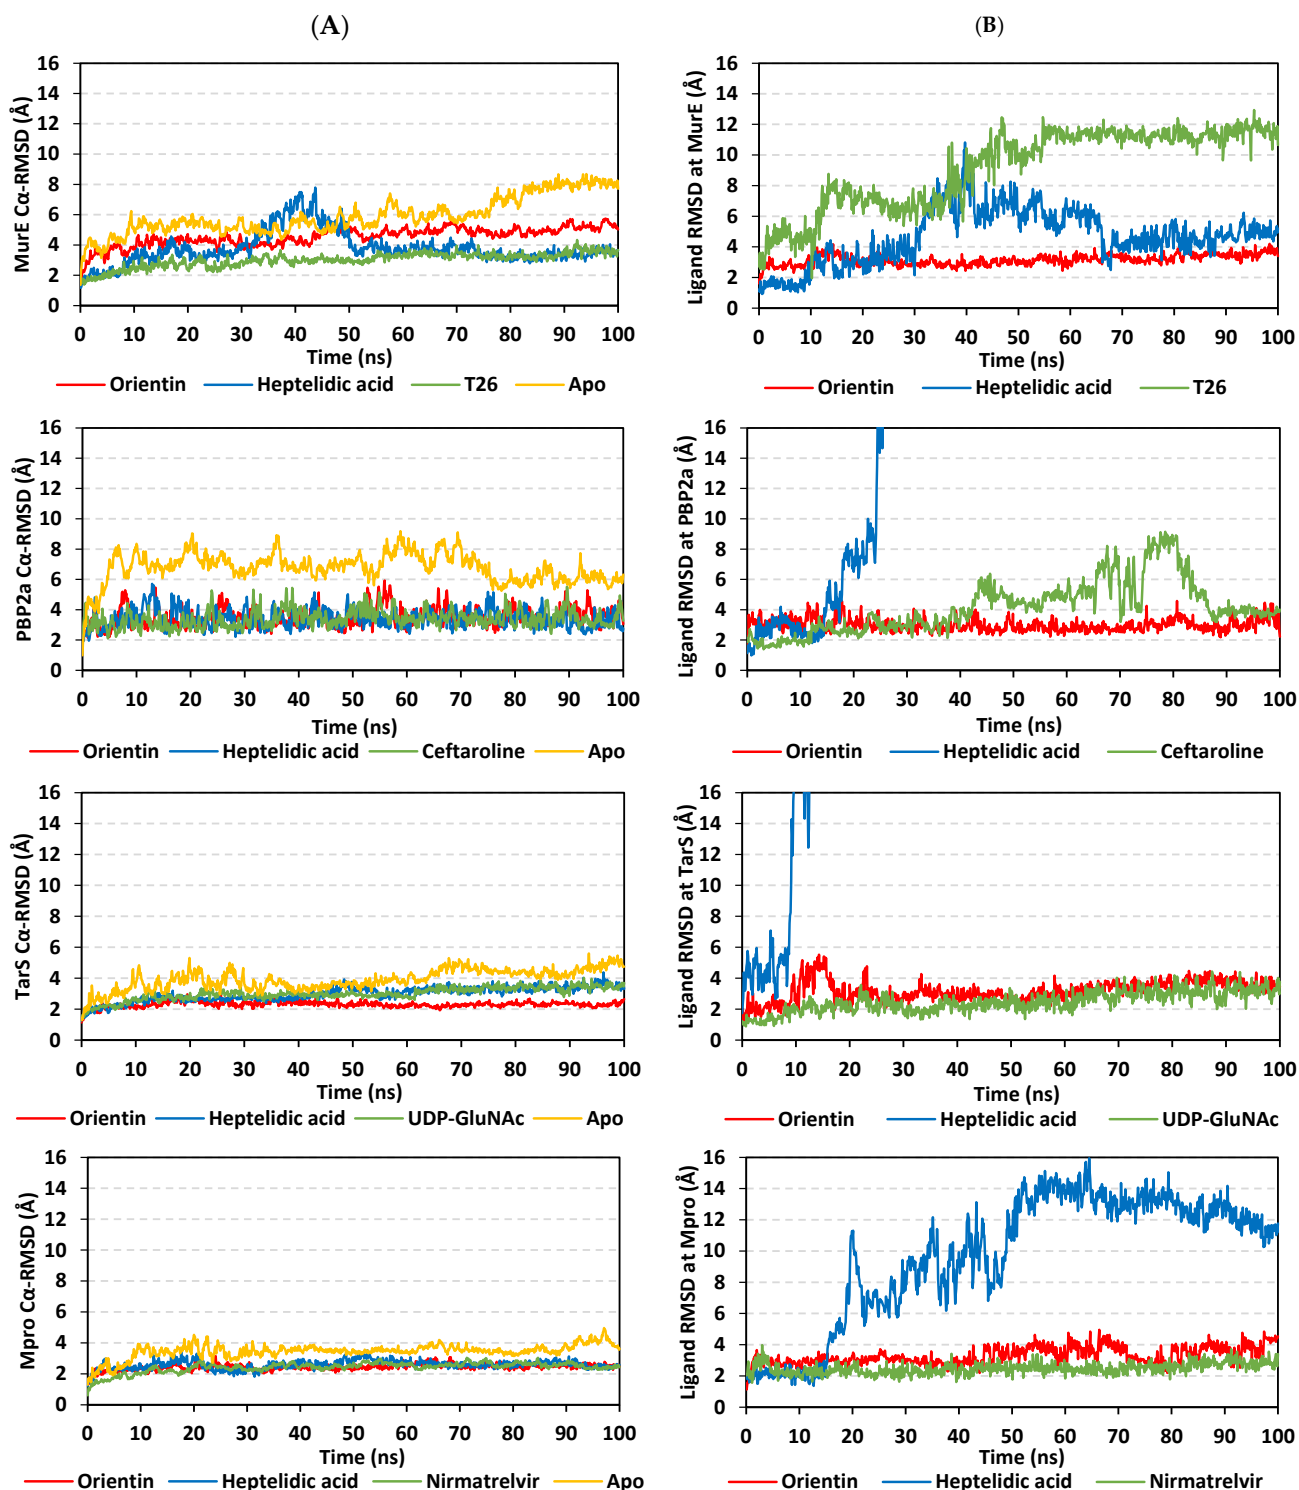 (A)
MurE Cα-RMSD (Å)
16
14
12
10
8
6
4
2
0
0 10 20 30 40 50 60 70 80 90 100
Time (ns)
Orientin Heptelidic acid T26 Apo
(B)
Ligand RMSD at MurE (Å)
16
14
12
10
8
6
4
2
0
0 10 20 30 40 50 60 70 80 90 100
Time (ns)
Orientin Heptelidic acid T26
PBP2a Cα-RMSD (Å)
16
14
12
10
8
6
4
2
0
0 10 20 30 40 50 60 70 80 90 100
Time (ns)
Orientin Heptelidic acid Ceftaroline Apo
Ligand RMSD at PBP2a (Å)
16
14
12
10
8
6
4
2
0
0 10 20 30 40 50 60 70 80 90 100
Time (ns)
Orientin Heptelidic acid Ceftaroline
TarS Cα-RMSD (Å)
16
14
12
10
8
6
4
2
0
0 10 20 30 40 50 60 70 80 90 100
Time (ns)
Orientin Heptelidic acid UDP-GluNAc Apo
Ligand RMSD at TarS (Å)
16
14
12
10
8
6
4
2
0
0 10 20 30 40 50 60 70 80 90 100
Time (ns)
Orientin Heptelidic acid UDP-GluNAc
Mpro Cα-RMSD (Å)
16
14
12
10
8
6
4
2
0
0 10 20 30 40 50 60 70 80 90 100
Time (ns)
Orientin Heptelidic acid Nirmatrelvir Apo
Ligand RMSD at Mpro (Å)
16
14
12
10
8
6
4
2
0
0 10 20 30 40 50 60 70 80 90 100
Time (ns)
Orientin Heptelidic acid Nirmatrelvir